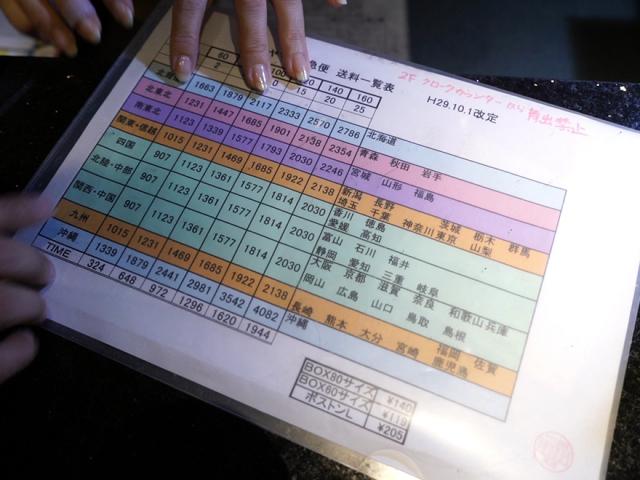 急便 送料一覧表
2F クロークカウンターから持出禁止
H29.10.1改定
60 100 120 140 160
2 15 20 25
1663 1879 2117 2333 2570 2786 北海道
北東北 1231 1447 1685 1901 2138 2354 青森 秋田 岩手
南東北 1123 1339 1577 1793 2030 2246 宮城 山形 福島
関東・信越 1015 1231 1469 1685 1922 2138 新潟 長野 茨城 栃木 群馬
埼玉 千葉 神奈川 東京 山梨
四国 907 1123 1361 1577 1814 2030 香川 徳島
愛媛 高知
北陸・中部 907 1123 1361 1577 1814 2030 富山 石川 福井
静岡 愛知 三重 岐阜
関西・中国 907 1123 1361 1577 1814 2030 大阪 京都 滋賀 奈良 和歌山 兵庫
岡山 広島 山口 鳥取 島根
九州 1015 1231 1469 1685 1922 2138 長崎 熊本 大分 宮崎 福岡 佐賀
鹿児島
沖縄 1339 1879 2441 2981 3542 4082 沖縄
TIME 324 648 972 1296 1620 1944
BOX80サイズ ¥140
BOX60サイズ ¥119
ボストンL ¥205